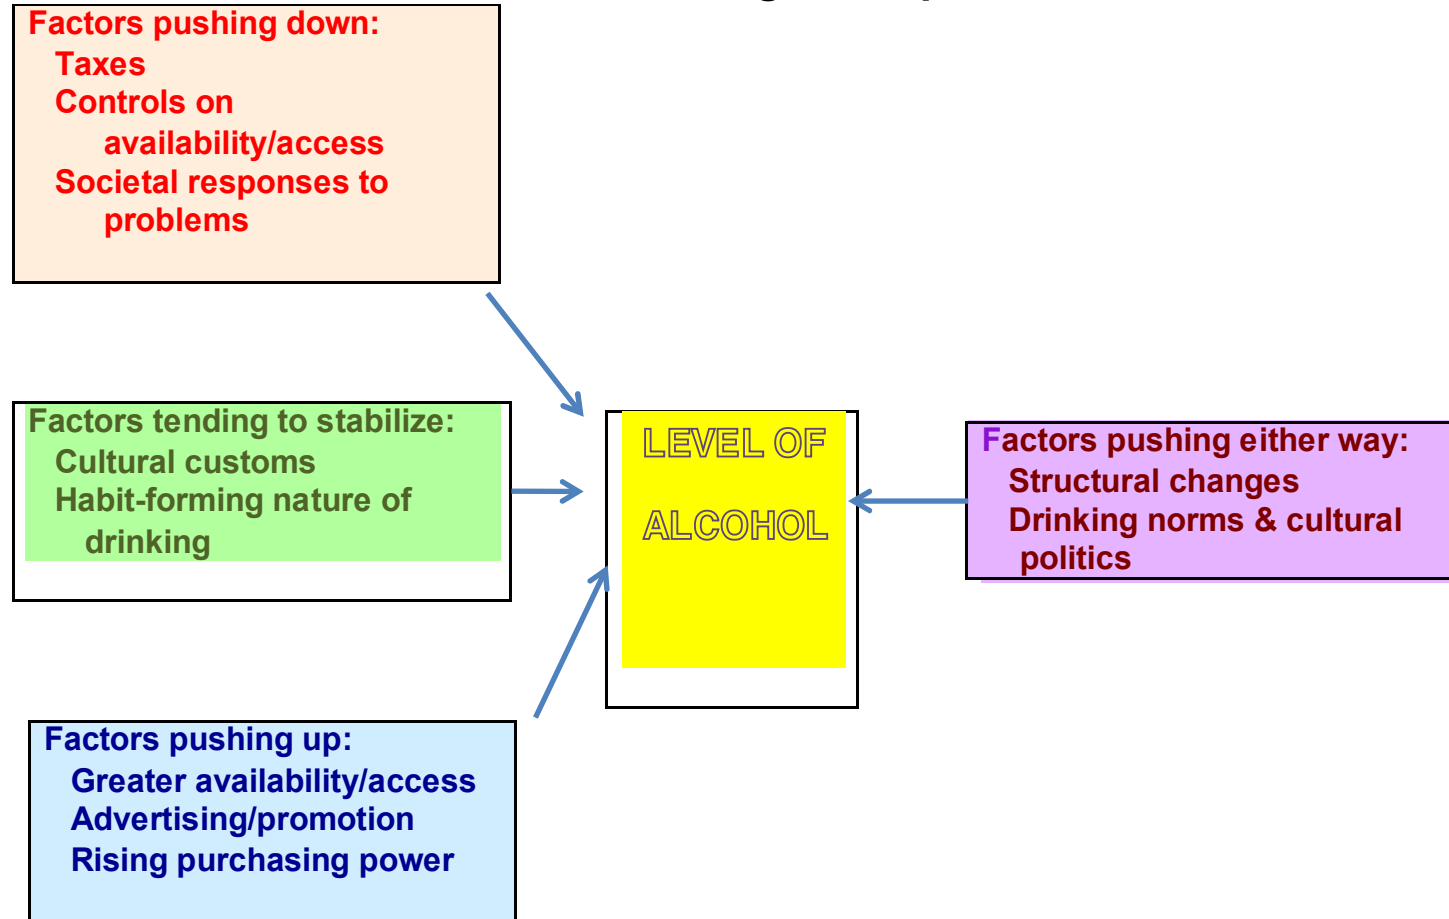 Factors pushing down:
Taxes
Controls on
availability/access
Societal responses to
problems
Factors tending to stabilize:
Cultural customs
Habit-forming nature of
drinking
LEVEL OF
ALCOHOL
Factors pushing either way:
Structural changes
Drinking norms & cultural
politics
Factors pushing up:
Greater availability/access
Advertising/promotion
Rising purchasing power